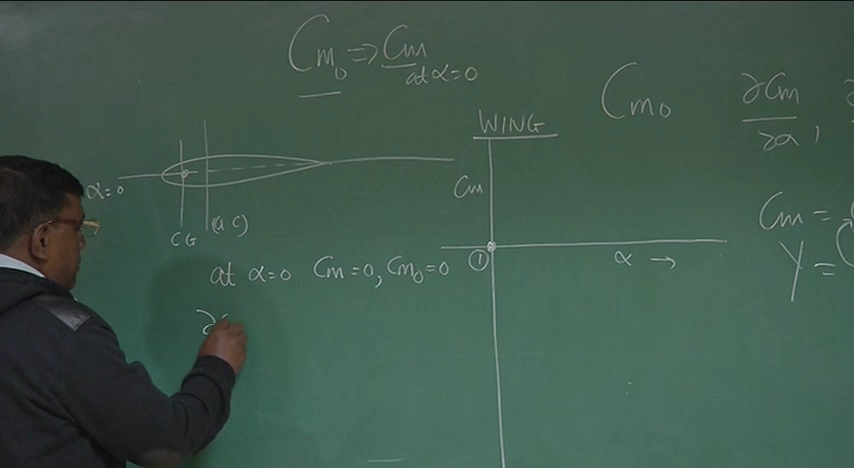 Cm₀ ⇒ Cm
at α=0
Cm₀ ∂Cm
∂α ,
WING
Cm
α=0
CG (a c)
at α=0 Cm=0, Cm₀=0 ①
α →
Cm =
Y =